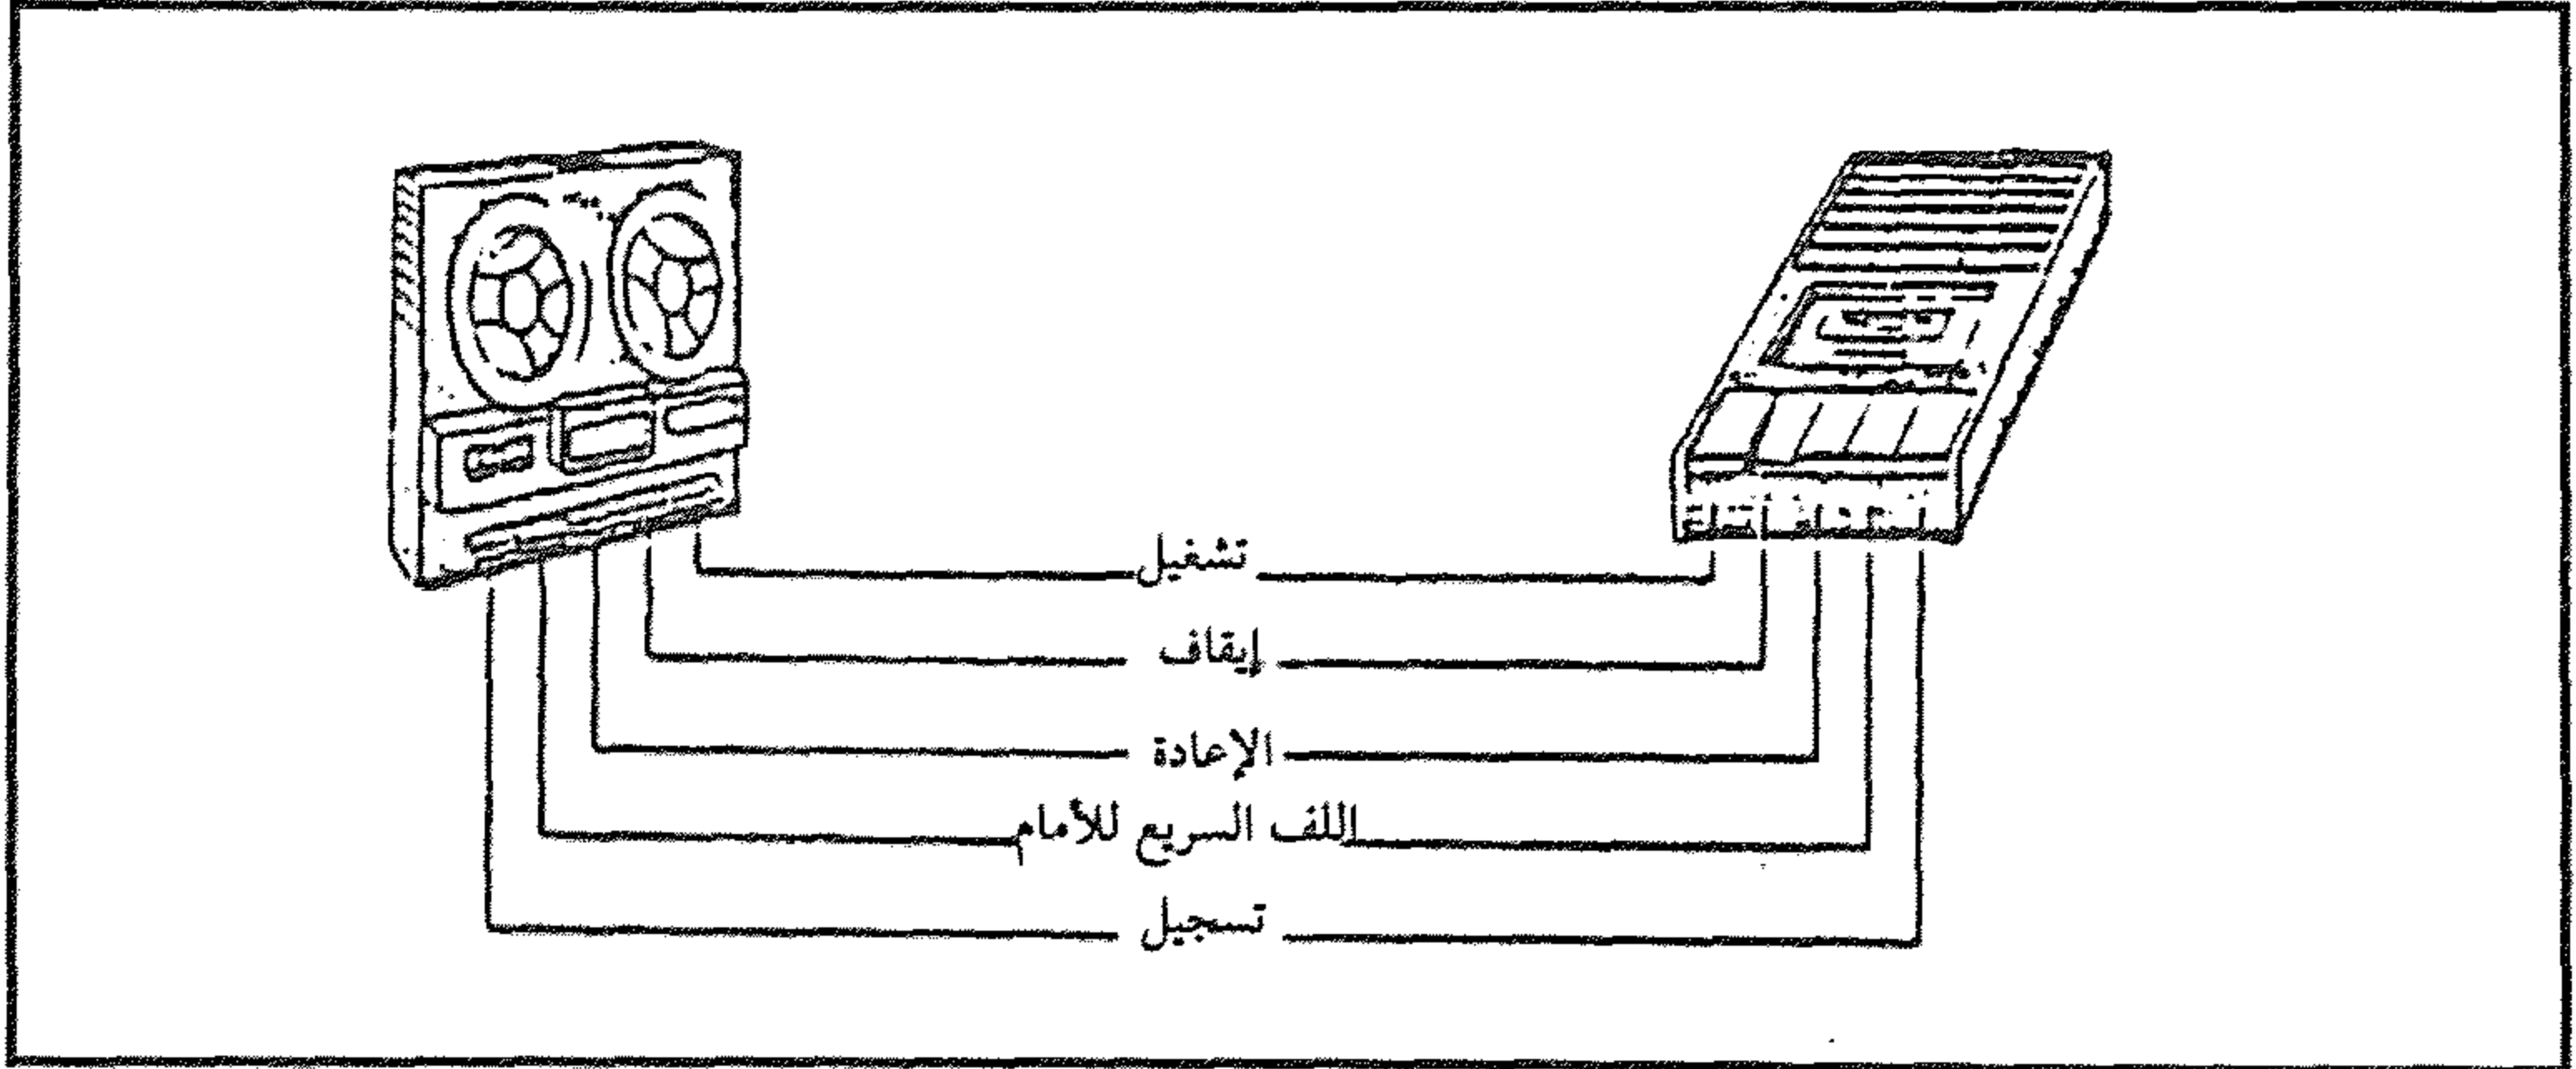 تشغيل
إيقاف
الإعادة
اللف السريع للأمام
تسجيل